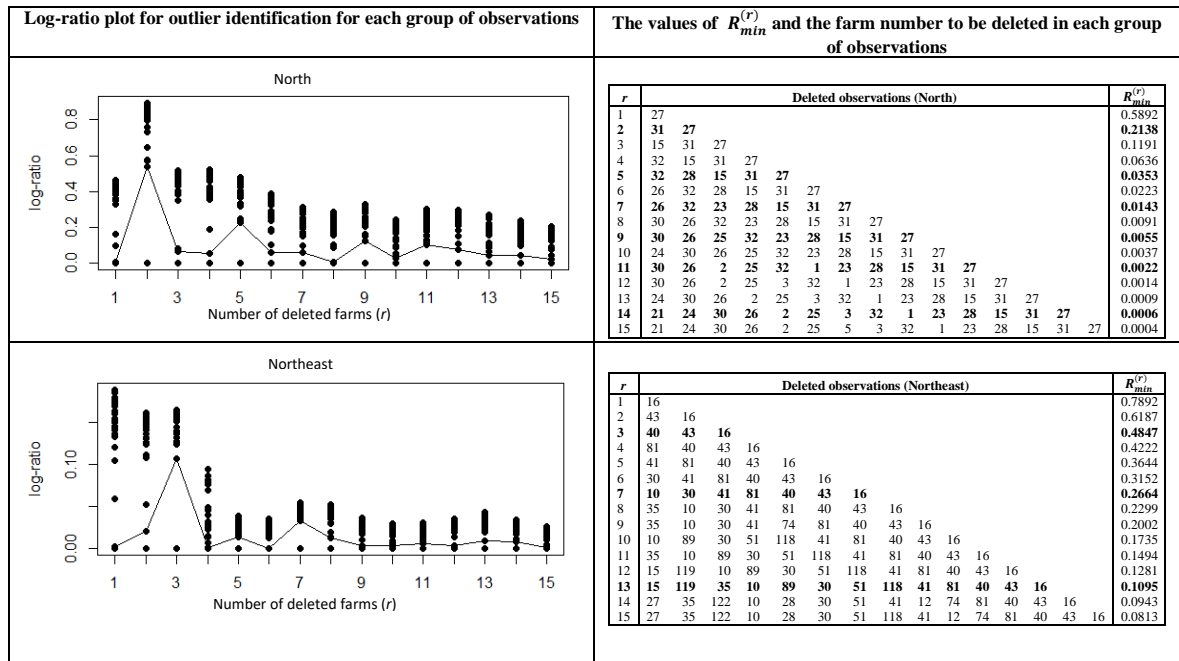 Log-ratio plot for outlier identification for each group of observations
The values of R_min^(r) and the farm number to be deleted in each group
of observations
North
log-ratio
0.8
0.6
0.4
0.2
0.0
1 3 5 7 9 11 13 15
Number of deleted farms (r)
r Deleted observations (North) R_min^(r)
1 27 0.5892
2 31 27 0.2138
3 15 31 27 0.1191
4 32 15 31 27 0.0636
5 32 28 15 31 27 0.0353
6 26 32 28 15 31 27 0.0223
7 26 32 23 28 15 31 27 0.0143
8 30 26 32 23 28 15 31 27 0.0091
9 30 26 25 32 23 28 15 31 27 0.0055
10 24 30 26 25 32 23 28 15 31 27 0.0037
11 30 26 2 25 32 1 23 28 15 31 27 0.0022
12 30 26 2 25 3 32 1 23 28 15 31 27 0.0014
13 24 30 26 2 25 3 32 1 23 28 15 31 27 0.0009
14 21 24 30 26 2 25 3 32 1 23 28 15 31 27 0.0006
15 21 24 30 26 2 25 5 3 32 1 23 28 15 31 27 0.0004
Northeast
log-ratio
0.10
0.00
1 3 5 7 9 11 13 15
Number of deleted farms (r)
r Deleted observations (Northeast) R_min^(r)
1 16 0.7892
2 43 16 0.6187
3 40 43 16 0.4847
4 81 40 43 16 0.4222
5 41 81 40 43 16 0.3644
6 30 41 81 40 43 16 0.3152
7 10 30 41 81 40 43 16 0.2664
8 35 10 30 41 81 40 43 16 0.2299
9 35 10 30 41 74 81 40 43 16 0.2002
10 10 89 30 51 118 41 81 40 43 16 0.1735
11 35 10 89 30 51 118 41 81 40 43 16 0.1494
12 15 119 10 89 30 51 118 41 81 40 43 16 0.1281
13 15 119 35 10 89 30 51 118 41 81 40 43 16 0.1095
14 27 35 122 10 28 30 51 41 12 74 81 40 43 16 0.0943
15 27 35 122 10 28 30 51 118 41 12 74 81 40 43 16 0.0813